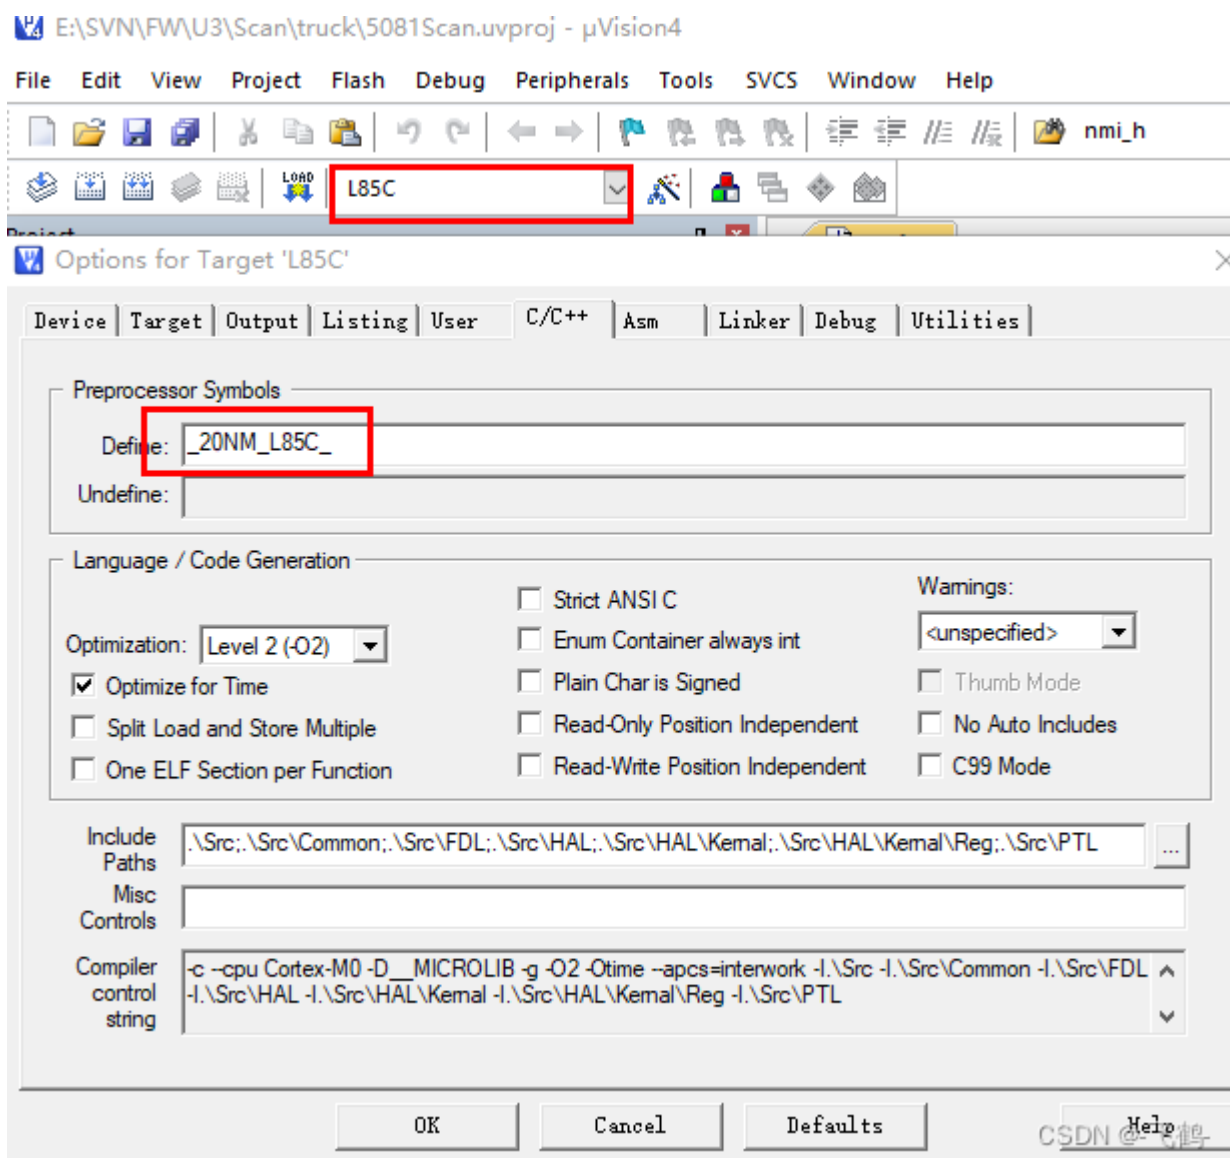 E:\SVN\FW\U3\Scan\truck\5081Scan.uvproj - µVision4
File Edit View Project Flash Debug Peripherals Tools SVCS Window Help
nmi_h
LOAD L85C
Options for Target 'L85C'
Device Target Output Listing User C/C++ Asm Linker Debug Utilities
Preprocessor Symbols
Define: _20NM_L85C_
Undefine:
Language / Code Generation
Strict ANSI C
Warnings:
Optimization: Level 2 (-O2)
Enum Container always int
<unspecified>
Optimize for Time
Plain Char is Signed
Thumb Mode
Split Load and Store Multiple
Read-Only Position Independent
No Auto Includes
One ELF Section per Function
Read-Write Position Independent
C99 Mode
Include Paths
.\Src;.\Src\Common;.\Src\FDL;.\Src\HAL;.\Src\HAL\Kernal;.\Src\HAL\Kernal\Reg;.\Src\PTL
...
Misc Controls
Compiler control string
-c --cpu Cortex-M0 -D__MICROLIB -g -O2 -Otime --apcs=interwork -I.\Src -I.\Src\Common -I.\Src\FDL
-I.\Src\HAL -I.\Src\HAL\Kernal -I.\Src\HAL\Kernal\Reg -I.\Src\PTL
OK Cancel Defaults Help
CSDN @